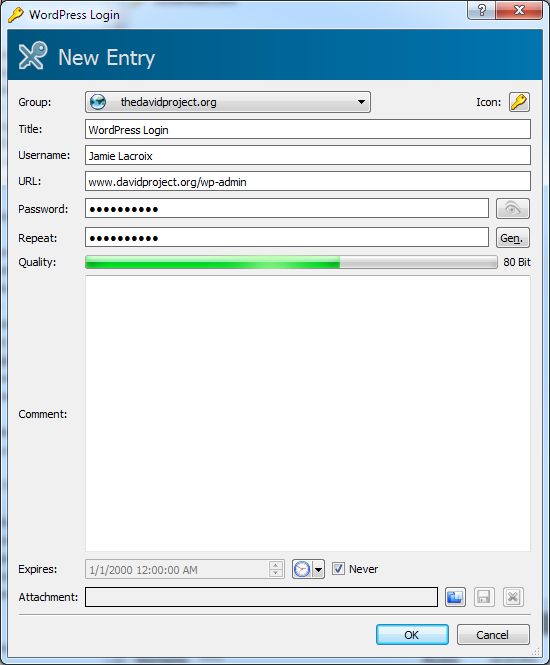 WordPress Login
New Entry
Group: thedavidproject.org Icon:
Title: WordPress Login
Username: Jamie Lacroix
URL: www.davidproject.org/wp-admin
Password: ●●●●●●●●●●
Repeat: ●●●●●●●●●● Gen.
Quality: 80 Bit
Comment:
Expires: 1/1/2000 12:00:00 AM Never
Attachment:
OK Cancel